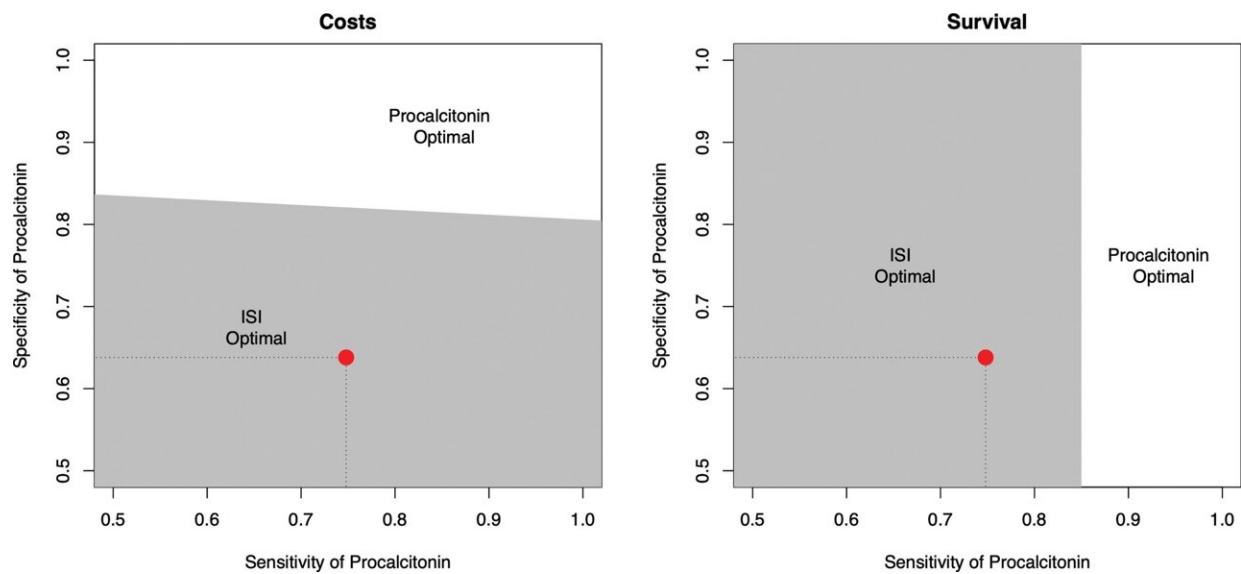 Costs
1.0
0.9
0.8
0.7
0.6
0.5
Specificity of Procalcitonin
Procalcitonin
Optimal
ISI
Optimal
0.5 0.6 0.7 0.8 0.9 1.0
Sensitivity of Procalcitonin
Survival
1.0
0.9
0.8
0.7
0.6
0.5
Specificity of Procalcitonin
ISI
Optimal
Procalcitonin
Optimal
0.5 0.6 0.7 0.8 0.9 1.0
Sensitivity of Procalcitonin